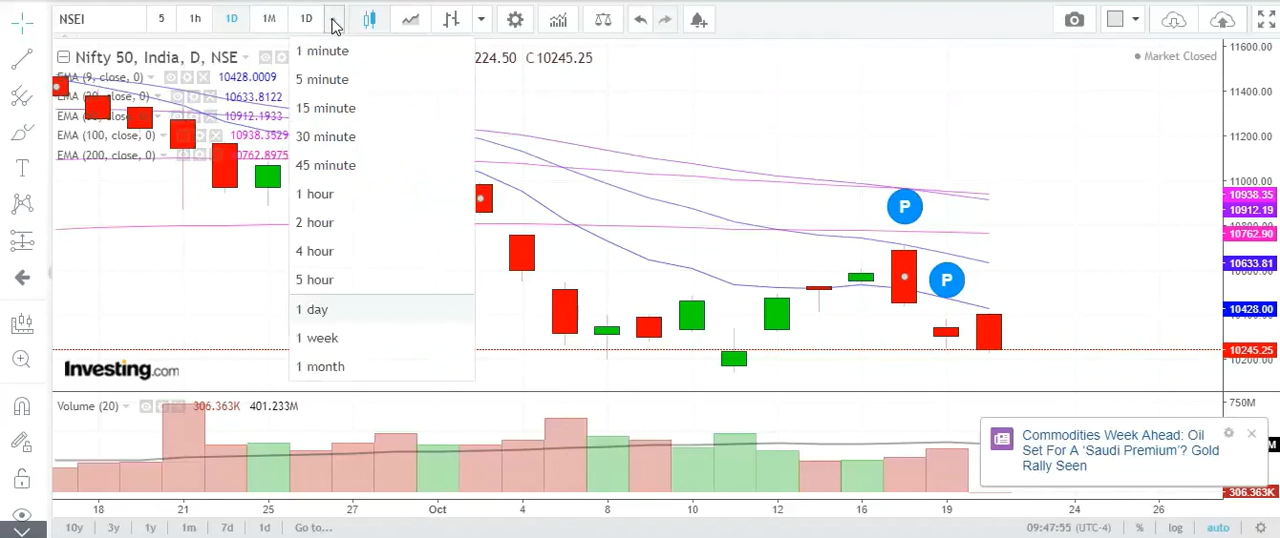 NSEI
5
1h
1D
1M
1D
1 minute
5 minute
15 minute
30 minute
45 minute
1 hour
2 hour
4 hour
5 hour
1 day
1 week
1 month
Nifty 50, India, D, NSE
224.50 C10245.25
Market Closed
EMA (9, close, 0) 10428.0009
close, 0) 10633.8122
close, 0) 10912.1933
EMA (100, close, 0) 10938.3529
EMA (200, close, 0) 10762.8975
P
P
11600.00
11400.00
11200.00
11000.00
10938.35
10912.19
10762.90
10633.81
10428.00
10245.25
10200.00
Investing.com
Volume (20) 306.363K 401.233M
750M
306.363K
Commodities Week Ahead: Oil
Set For A 'Saudi Premium'? Gold
Rally Seen
18 21 25 27 Oct 4 8 10 12 16 19 22 24 26
10y 3y 1y 1m 7d 1d Go to...
09:47:55 (UTC-4) % log auto